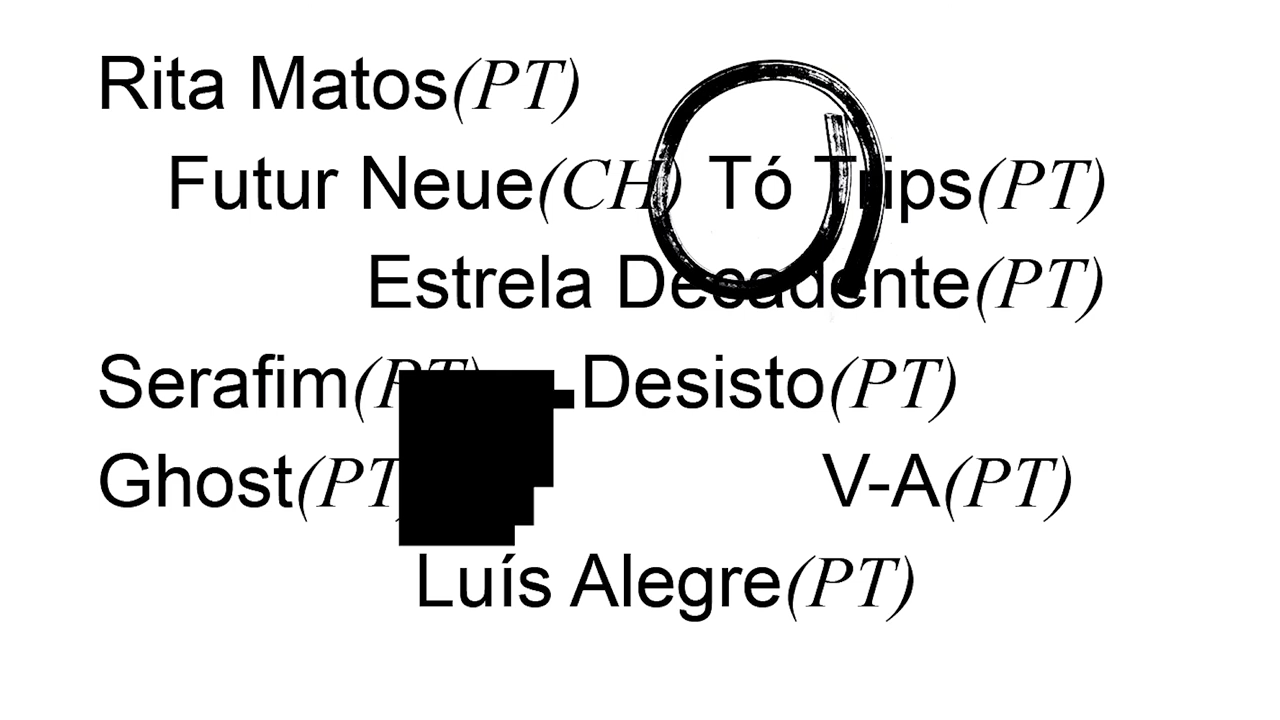 Rita Matos(PT)
Futur Neue(CH) Tó Trips(PT)
Estrela Decadente(PT)
Serafim(PT) Desisto(PT)
Ghost(PT) V-A(PT)
Luís Alegre(PT)